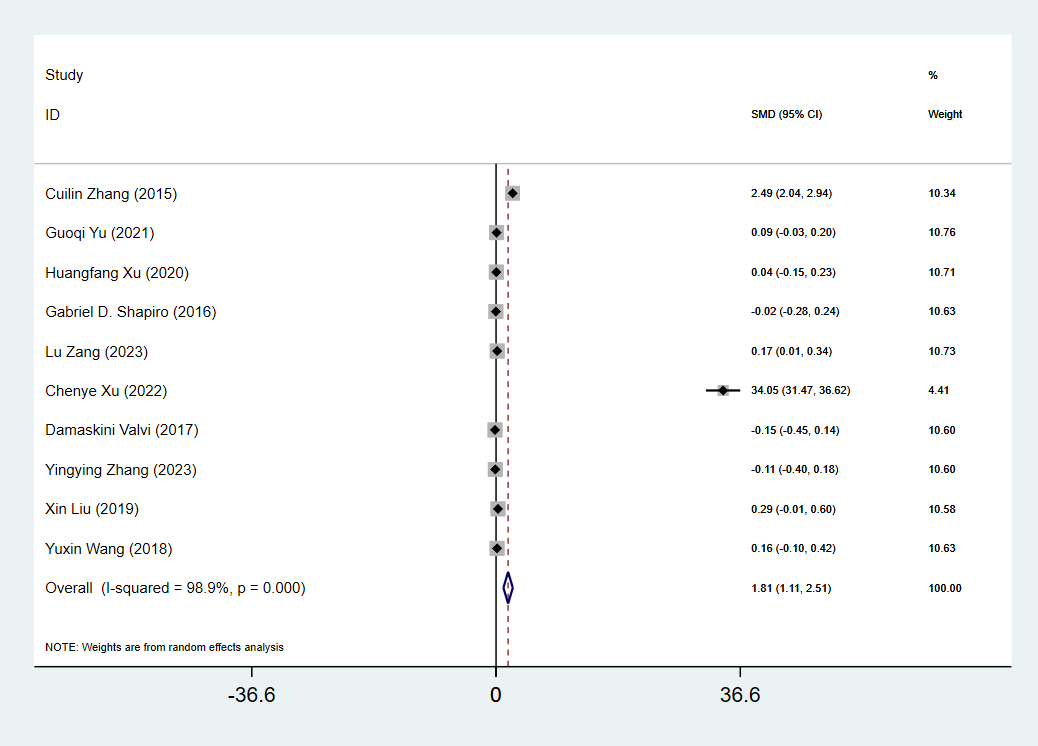 Study %
ID SMD (95% CI) Weight
Cuilin Zhang (2015) 2.49 (2.04, 2.94) 10.34
Guoqi Yu (2021) 0.09 (-0.03, 0.20) 10.76
Huangfang Xu (2020) 0.04 (-0.15, 0.23) 10.71
Gabriel D. Shapiro (2016) -0.02 (-0.28, 0.24) 10.63
Lu Zang (2023) 0.17 (0.01, 0.34) 10.73
Chenye Xu (2022) 34.05 (31.47, 36.62) 4.41
Damaskini Valvi (2017) -0.15 (-0.45, 0.14) 10.60
Yingying Zhang (2023) -0.11 (-0.40, 0.18) 10.60
Xin Liu (2019) 0.29 (-0.01, 0.60) 10.58
Yuxin Wang (2018) 0.16 (-0.10, 0.42) 10.63
Overall (I-squared = 98.9%, p = 0.000) 1.81 (1.11, 2.51) 100.00
NOTE: Weights are from random effects analysis
-36.6 0 36.6